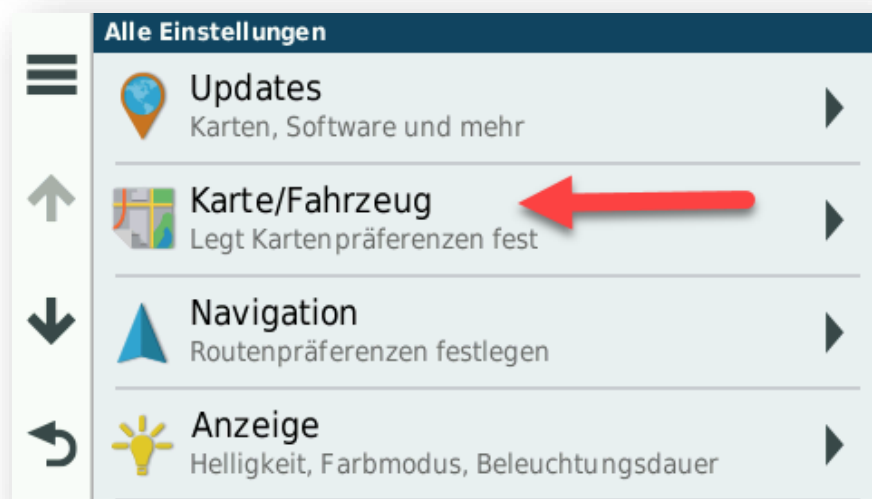 Alle Einstellungen
Updates
Karten, Software und mehr
Karte/Fahrzeug
Legt Kartenpräferenzen fest
Navigation
Routenpräferenzen festlegen
Anzeige
Helligkeit, Farbmodus, Beleuchtungsdauer